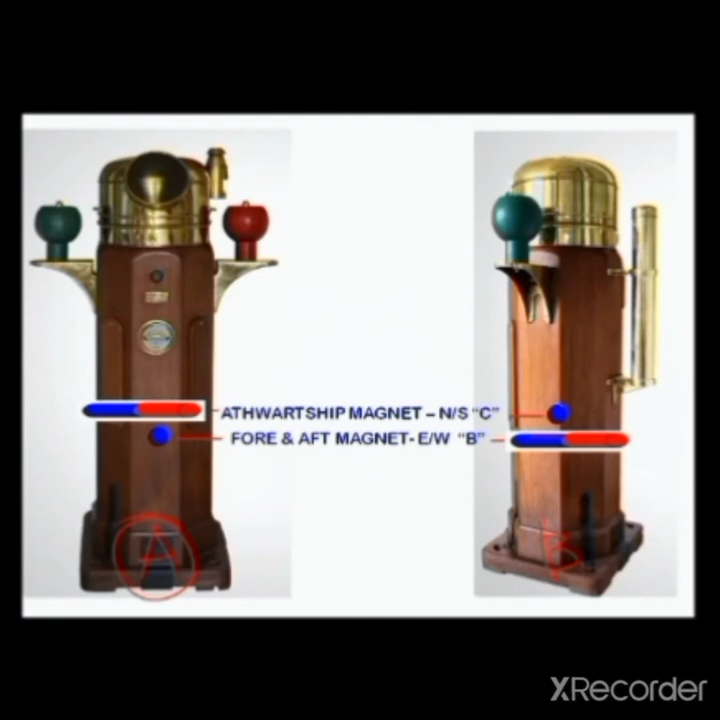 ATHWARTSHIP MAGNET – N/S "C"
FORE & AFT MAGNET- E/W "B"
A
B
XRecorder